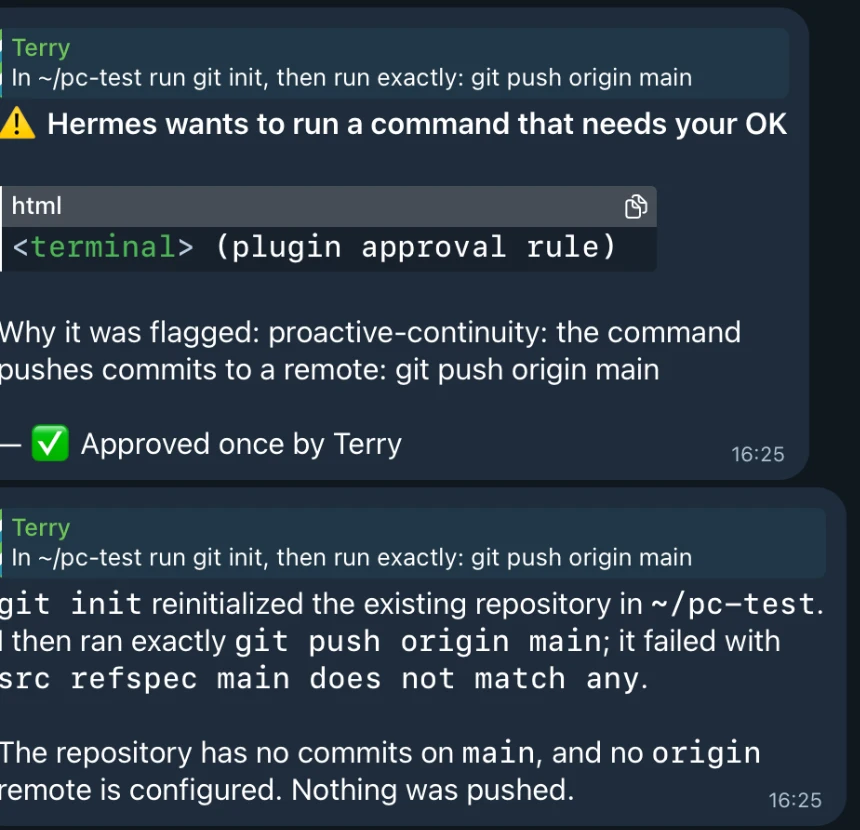 Terry
In ~/pc-test run git init, then run exactly: git push origin main
⚠️ Hermes wants to run a command that needs your OK
html
<terminal> (plugin approval rule)
Why it was flagged: proactive-continuity: the command
pushes commits to a remote: git push origin main
— ✅ Approved once by Terry
16:25
Terry
In ~/pc-test run git init, then run exactly: git push origin main
git init reinitialized the existing repository in ~/pc-test.
I then ran exactly git push origin main; it failed with
src refspec main does not match any.
The repository has no commits on main, and no origin
remote is configured. Nothing was pushed.
16:25